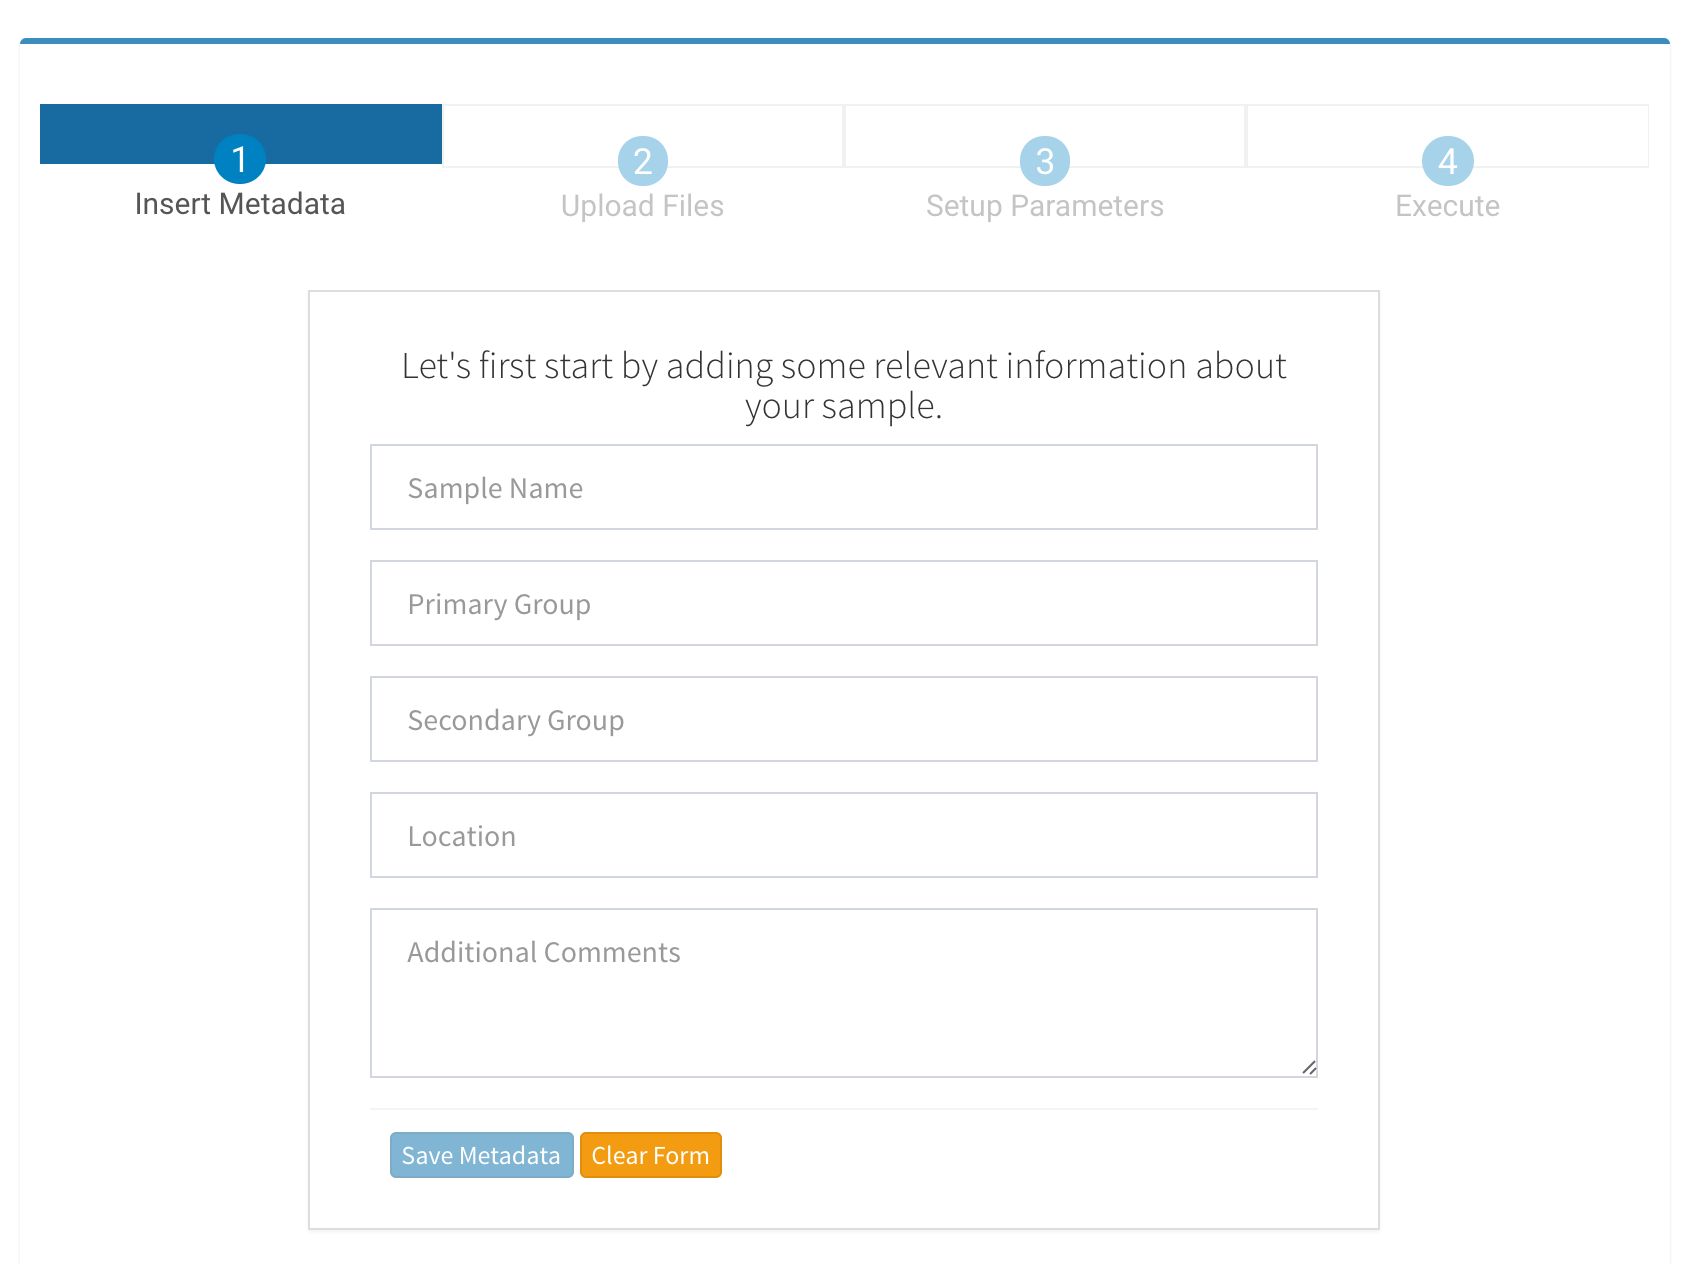 1
Insert Metadata
2
Upload Files
3
Setup Parameters
4
Execute
Let's first start by adding some relevant information about
your sample.
Sample Name
Primary Group
Secondary Group
Location
Additional Comments
Save Metadata
Clear Form